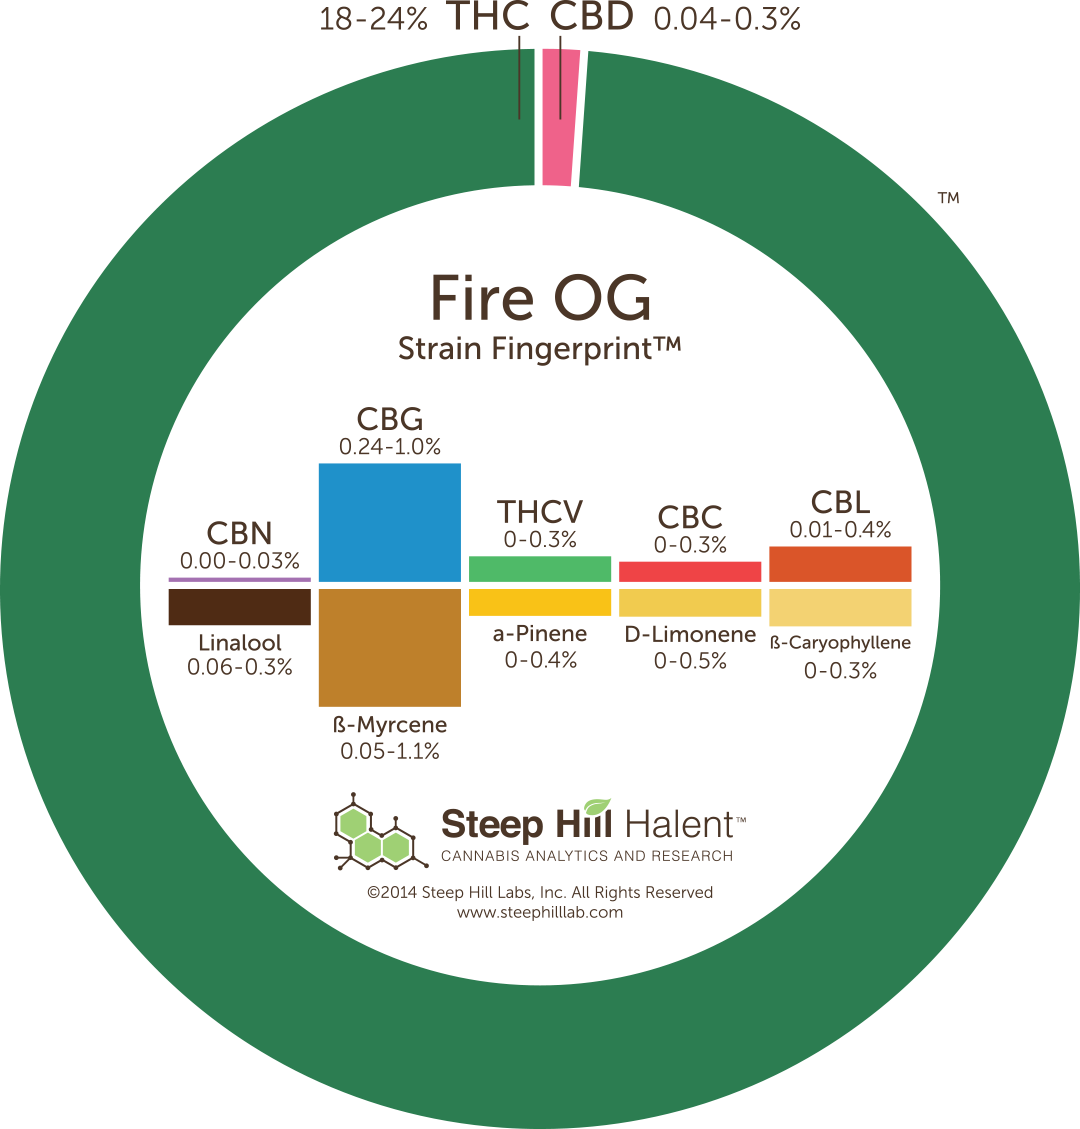 18-24% THC CBD 0.04-0.3%
TM
Fire OG
Strain Fingerprint™
CBG
0.24-1.0%
CBN
0.00-0.03%
THCV
0-0.3%
CBC
0-0.3%
CBL
0.01-0.4%
Linalool
0.06-0.3%
ß-Myrcene
0.05-1.1%
a-Pinene
0-0.4%
D-Limonene
0-0.5%
ß-Caryophyllene
0-0.3%
Steep Hill Halent™
CANNABIS ANALYTICS AND RESEARCH
©2014 Steep Hill Labs, Inc. All Rights Reserved
www.steephilllab.com